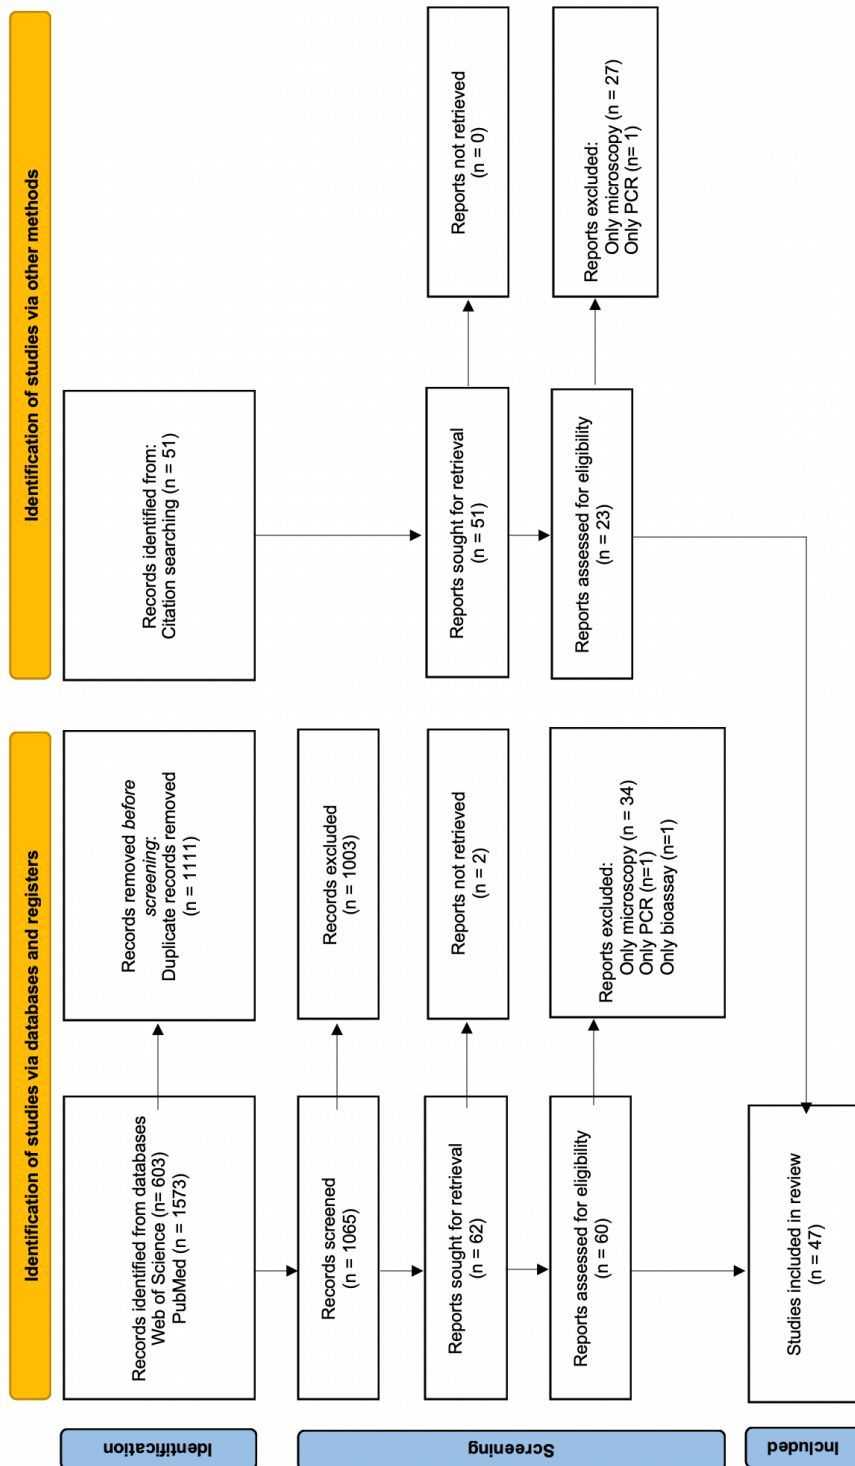 Identification of studies via databases and registers
Identification of studies via other methods
Identification
Records identified from databases
Web of Science (n= 603)
PubMed (n = 1573)
Records removed before
screening:
Duplicate records removed
(n = 1111)
Records identified from:
Citation searching (n = 51)
Screening
Records screened
(n = 1065)
Records excluded
(n = 1003)
Reports sought for retrieval
(n = 62)
Reports not retrieved
(n = 2)
Reports sought for retrieval
(n = 51)
Reports not retrieved
(n = 0)
Reports assessed for eligibility
(n = 60)
Reports excluded:
Only microscopy (n = 34)
Only PCR (n=1)
Only bioassay (n=1)
Reports assessed for eligibility
(n = 23)
Reports excluded:
Only microscopy (n = 27)
Only PCR (n= 1)
Included
Studies included in review
(n = 47)